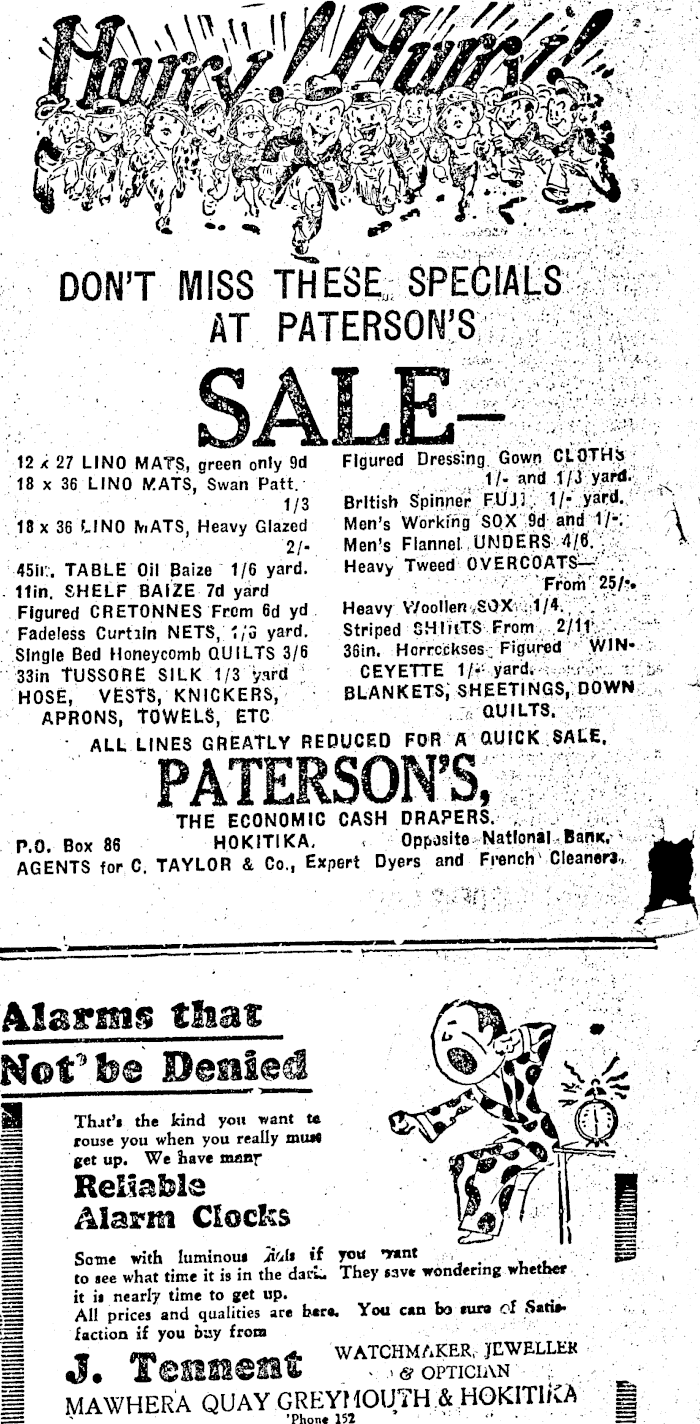 Hurry! Hurry!
DON'T MISS THESE SPECIALS
AT PATERSON'S
SALE—
12 x 27 LINO MATS, green only 9d
18 x 36 LINO MATS, Swan Patt.
1/3
18 x 36 LINO MATS, Heavy Glazed
2/-
45in. TABLE Oil Baize 1/6 yard.
11in. SHELF BAIZE 7d yard
Figured CRETONNES From 6d yd
Fadeless Curtain NETS, yard.
Single Bed Honeycomb QUILTS 3/6
33in TUSSORE SILK 1/3 yard
HOSE, VESTS, KNICKERS,
APRONS, TOWELS, ETC
Figured Dressing Gown CLOTHS
1/- and 1/3 yard.
British Spinner FUJI, 1/- yard.
Men's Working SOX 9d and 1/-.
Men's Flannel UNDERS 4/6.
Heavy Tweed OVERCOATS—
From 25/-.
Heavy Woollen SOX 1/4.
Striped SHIRTS From 2/11
36in. Horrockses Figured WIN-
CEYETTE 1/- yard.
BLANKETS, SHEETINGS, DOWN
QUILTS.
ALL LINES GREATLY REDUCED FOR A QUICK SALE.
PATERSON'S,
THE ECONOMIC CASH DRAPERS.
P.O. Box 86 HOKITIKA. Opposite National Bank.
AGENTS for C. TAYLOR & Co., Expert Dyers and French Cleaners.
Alarms that
Not be Denied
That's the kind you want to
rouse you when you really must
get up. We have many
Reliable
Alarm Clocks
Some with luminous dials if you want
to see what time it is in the dark. They save wondering whether
it is nearly time to get up.
All prices and qualities are here. You can be sure of Satis-
faction if you buy from
J. Tennent WATCHMAKER, JEWELLER
& OPTICIAN
MAWHERA QUAY GREYMOUTH & HOKITIKA
'Phone 152